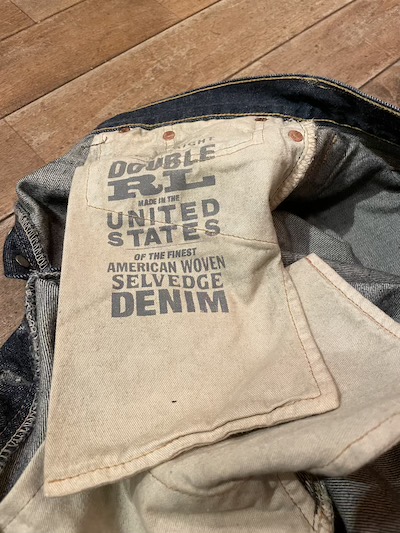 DOUBLE
RL
MADE IN THE
UNITED
STATES
OF THE FINEST
AMERICAN WOVEN
SELVEDGE
DENIM